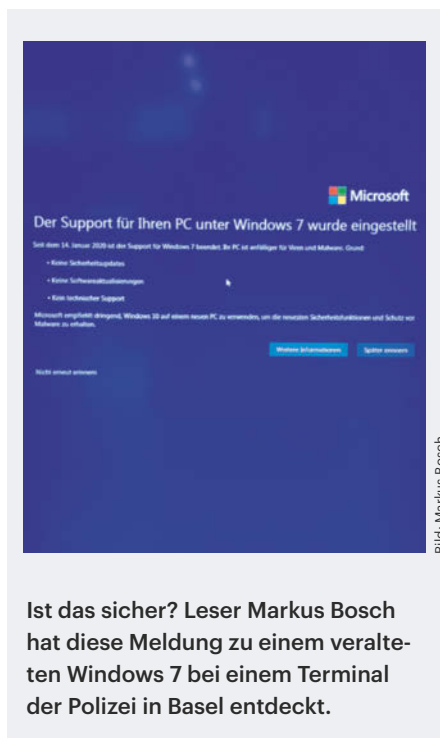 Microsoft
Der Support für Ihren PC unter Windows 7 wurde eingestellt
Seit dem 14. Januar 2020 ist der Support für Windows 7 beendet. Ihr PC ist anfälliger für Viren und Malware. Grund:
• Keine Sicherheitsupdates
• Keine Softwareaktualisierungen
• Kein technischer Support
Microsoft empfiehlt dringend, Windows 10 auf einem neuen PC zu verwenden, um die neuesten Sicherheitsfunktionen und Schutz vor
Malware zu erhalten.
Weitere Informationen Später erinnern
Nicht erneut erinnern
Bild: Markus Bosch
Ist das sicher? Leser Markus Bosch
hat diese Meldung zu einem veralte-
ten Windows 7 bei einem Terminal
der Polizei in Basel entdeckt.